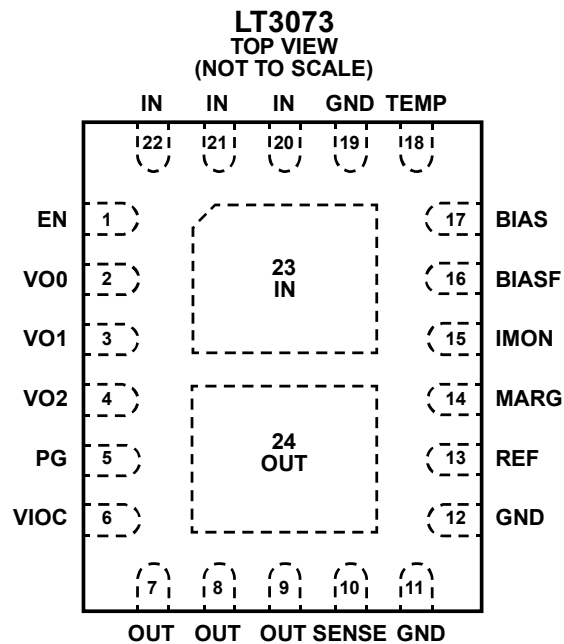 LT3073
TOP VIEW
(NOT TO SCALE)
IN IN IN GND TEMP
22 21 20 19 18
EN 1 17 BIAS
VO0 2 23 16 BIASF
IN
VO1 3 15 IMON
VO2 4 14 MARG
24
OUT
PG 5 13 REF
VIOC 6 12 GND
7 8 9 10 11
OUT OUT OUT SENSE GND